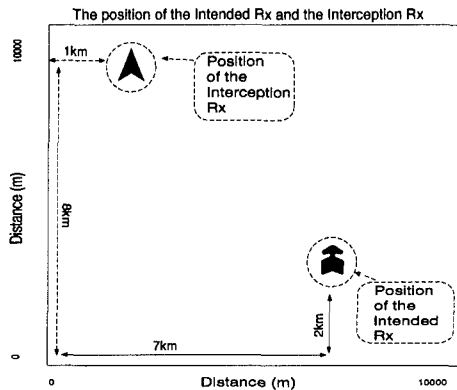 The position of the Intended Rx and the Interception Rx
10000
1km
Position
of the
Interception
Rx
Distance (m)
8km
Position
of the
Intended
Rx
2km
7km
0
0
Distance (m)
10000